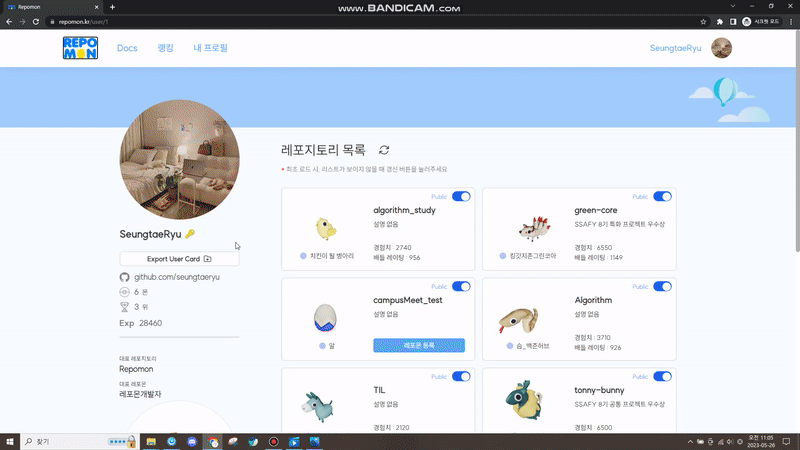 www.BANDICAM.com
Repomon
repomon.kr/user/1
시크릿 모드
REPO
MON
Docs
랭킹
내 프로필
SeungtaeRyu
레포지토리 목록
* 최초 로드 시, 리스트가 보이지 않을 때 갱신 버튼을 눌러주세요
SeungtaeRyu
Export User Card
github.com/seungtaeryu
6 몬
3 위
Exp 28460
대표 레포지토리
Repomon
대표 레포몬
레포몬개발자
Public
algorithm_study
설명 없음
치킨이 될 병아리
경험치 : 2740
배틀 레이팅 : 956
Public
green-core
SSAFY 8기 특화 프로젝트 우수상
킹갓치즌그린코아
경험치 : 6550
배틀 레이팅 : 1149
Public
campusMeet_test
설명 없음
알
레포몬 등록
Public
Algorithm
설명 없음
숍_백준허브
경험치 : 3710
배틀 레이팅 : 926
Public
TIL
설명 없음
경험치 : 2120
Public
tonny-bunny
SSAFY 8기 공통 프로젝트 우수상
경험치 : 6500
찾기
오전 11:05
2023-05-26